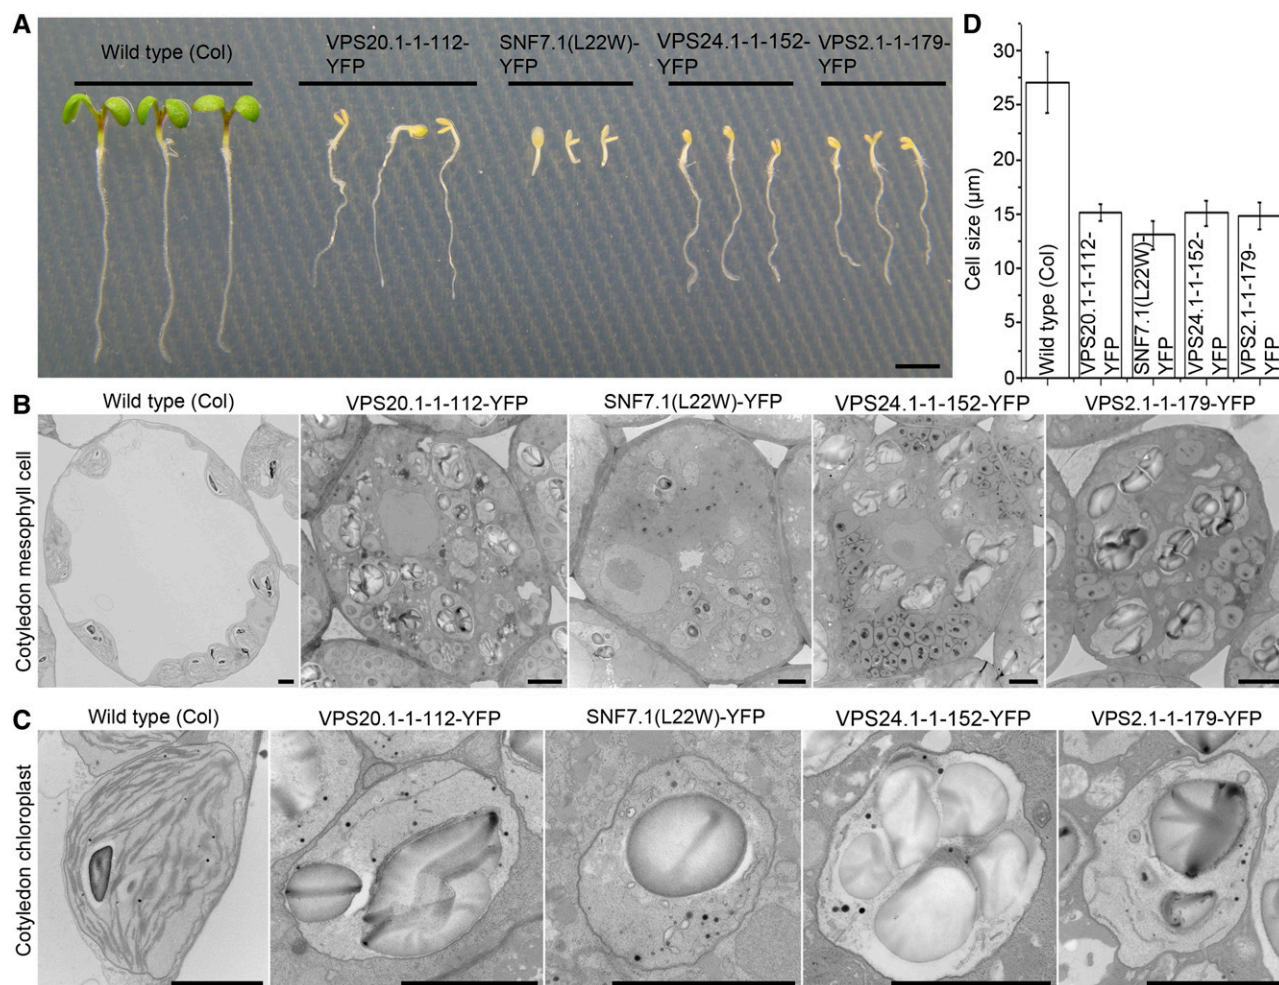 A
Wild type (Col)
VPS20.1-1-112-
YFP
SNF7.1(L22W)-
YFP
VPS24.1-1-152-
YFP
VPS2.1-1-179-
YFP
D
Cell size (µm)
30
25
20
15
10
5
0
Wild type (Col)
VPS20.1-1-112-
YFP
SNF7.1(L22W)-
YFP
VPS24.1-1-152-
YFP
VPS2.1-1-179-
YFP
B
Cotyledon mesophyll cell
Wild type (Col)
VPS20.1-1-112-YFP
SNF7.1(L22W)-YFP
VPS24.1-1-152-YFP
VPS2.1-1-179-YFP
C
Cotyledon chloroplast
Wild type (Col)
VPS20.1-1-112-YFP
SNF7.1(L22W)-YFP
VPS24.1-1-152-YFP
VPS2.1-1-179-YFP